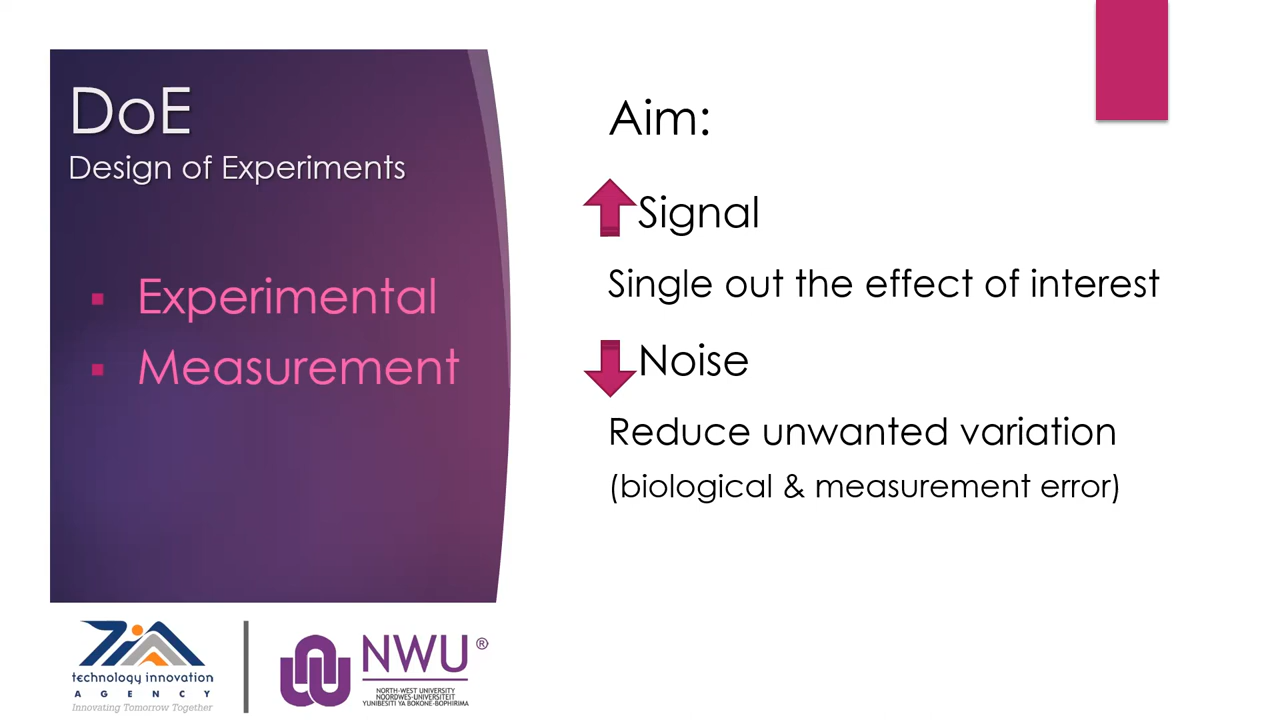 DoE
Design of Experiments
▪ Experimental
▪ Measurement
Aim:
Signal
Single out the effect of interest
Noise
Reduce unwanted variation
(biological & measurement error)
technology innovation
AGENCY
Innovating Tomorrow Together
NWU®
NORTH-WEST UNIVERSITY
NOORDWES-UNIVERSITEIT
YUNIBESITI YA BOKONE-BOPHIRIMA